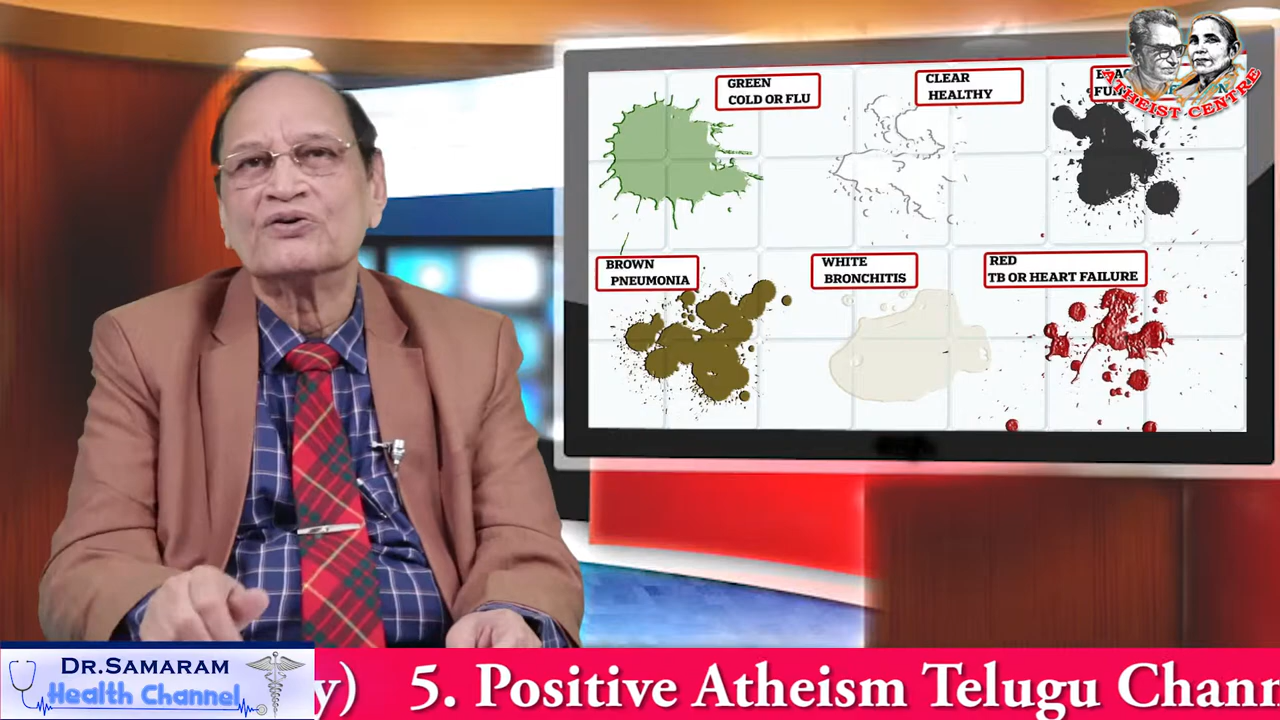 GREEN
COLD OR FLU
CLEAR
HEALTHY
ATHEIST CENTRE
BROWN
PNEUMONIA
WHITE
BRONCHITIS
RED
TB OR HEART FAILURE
DR.SAMARAM
Health Channel
y) 5. Positive Atheism Telugu Chann